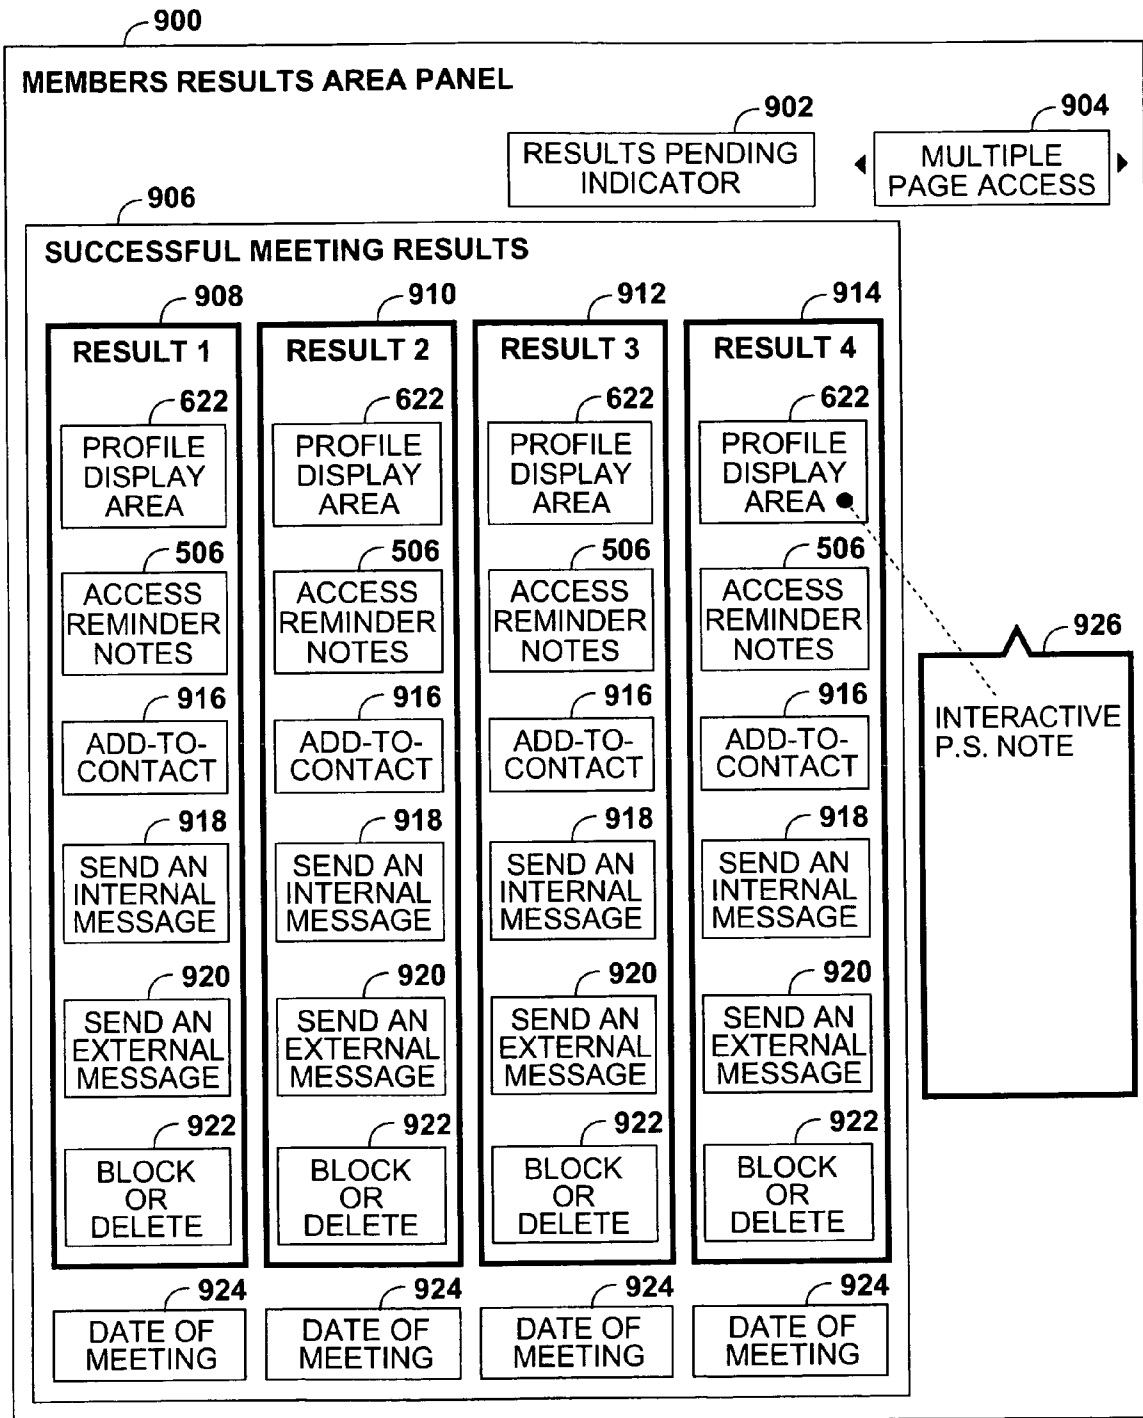 900
MEMBERS RESULTS AREA PANEL
902
904
RESULTS PENDING
INDICATOR
MULTIPLE
PAGE ACCESS
906
SUCCESSFUL MEETING RESULTS
908
RESULT 1
622
PROFILE
DISPLAY
AREA
506
ACCESS
REMINDER
NOTES
916
ADD-TO-
CONTACT
918
SEND AN
INTERNAL
MESSAGE
920
SEND AN
EXTERNAL
MESSAGE
922
BLOCK
OR
DELETE
924
DATE OF
MEETING
910
RESULT 2
622
PROFILE
DISPLAY
AREA
506
ACCESS
REMINDER
NOTES
916
ADD-TO-
CONTACT
918
SEND AN
INTERNAL
MESSAGE
920
SEND AN
EXTERNAL
MESSAGE
922
BLOCK
OR
DELETE
924
DATE OF
MEETING
912
RESULT 3
622
PROFILE
DISPLAY
AREA
506
ACCESS
REMINDER
NOTES
916
ADD-TO-
CONTACT
918
SEND AN
INTERNAL
MESSAGE
920
SEND AN
EXTERNAL
MESSAGE
922
BLOCK
OR
DELETE
924
DATE OF
MEETING
914
RESULT 4
622
PROFILE
DISPLAY
AREA
506
ACCESS
REMINDER
NOTES
916
ADD-TO-
CONTACT
918
SEND AN
INTERNAL
MESSAGE
920
SEND AN
EXTERNAL
MESSAGE
922
BLOCK
OR
DELETE
924
DATE OF
MEETING
926
INTERACTIVE
P.S. NOTE